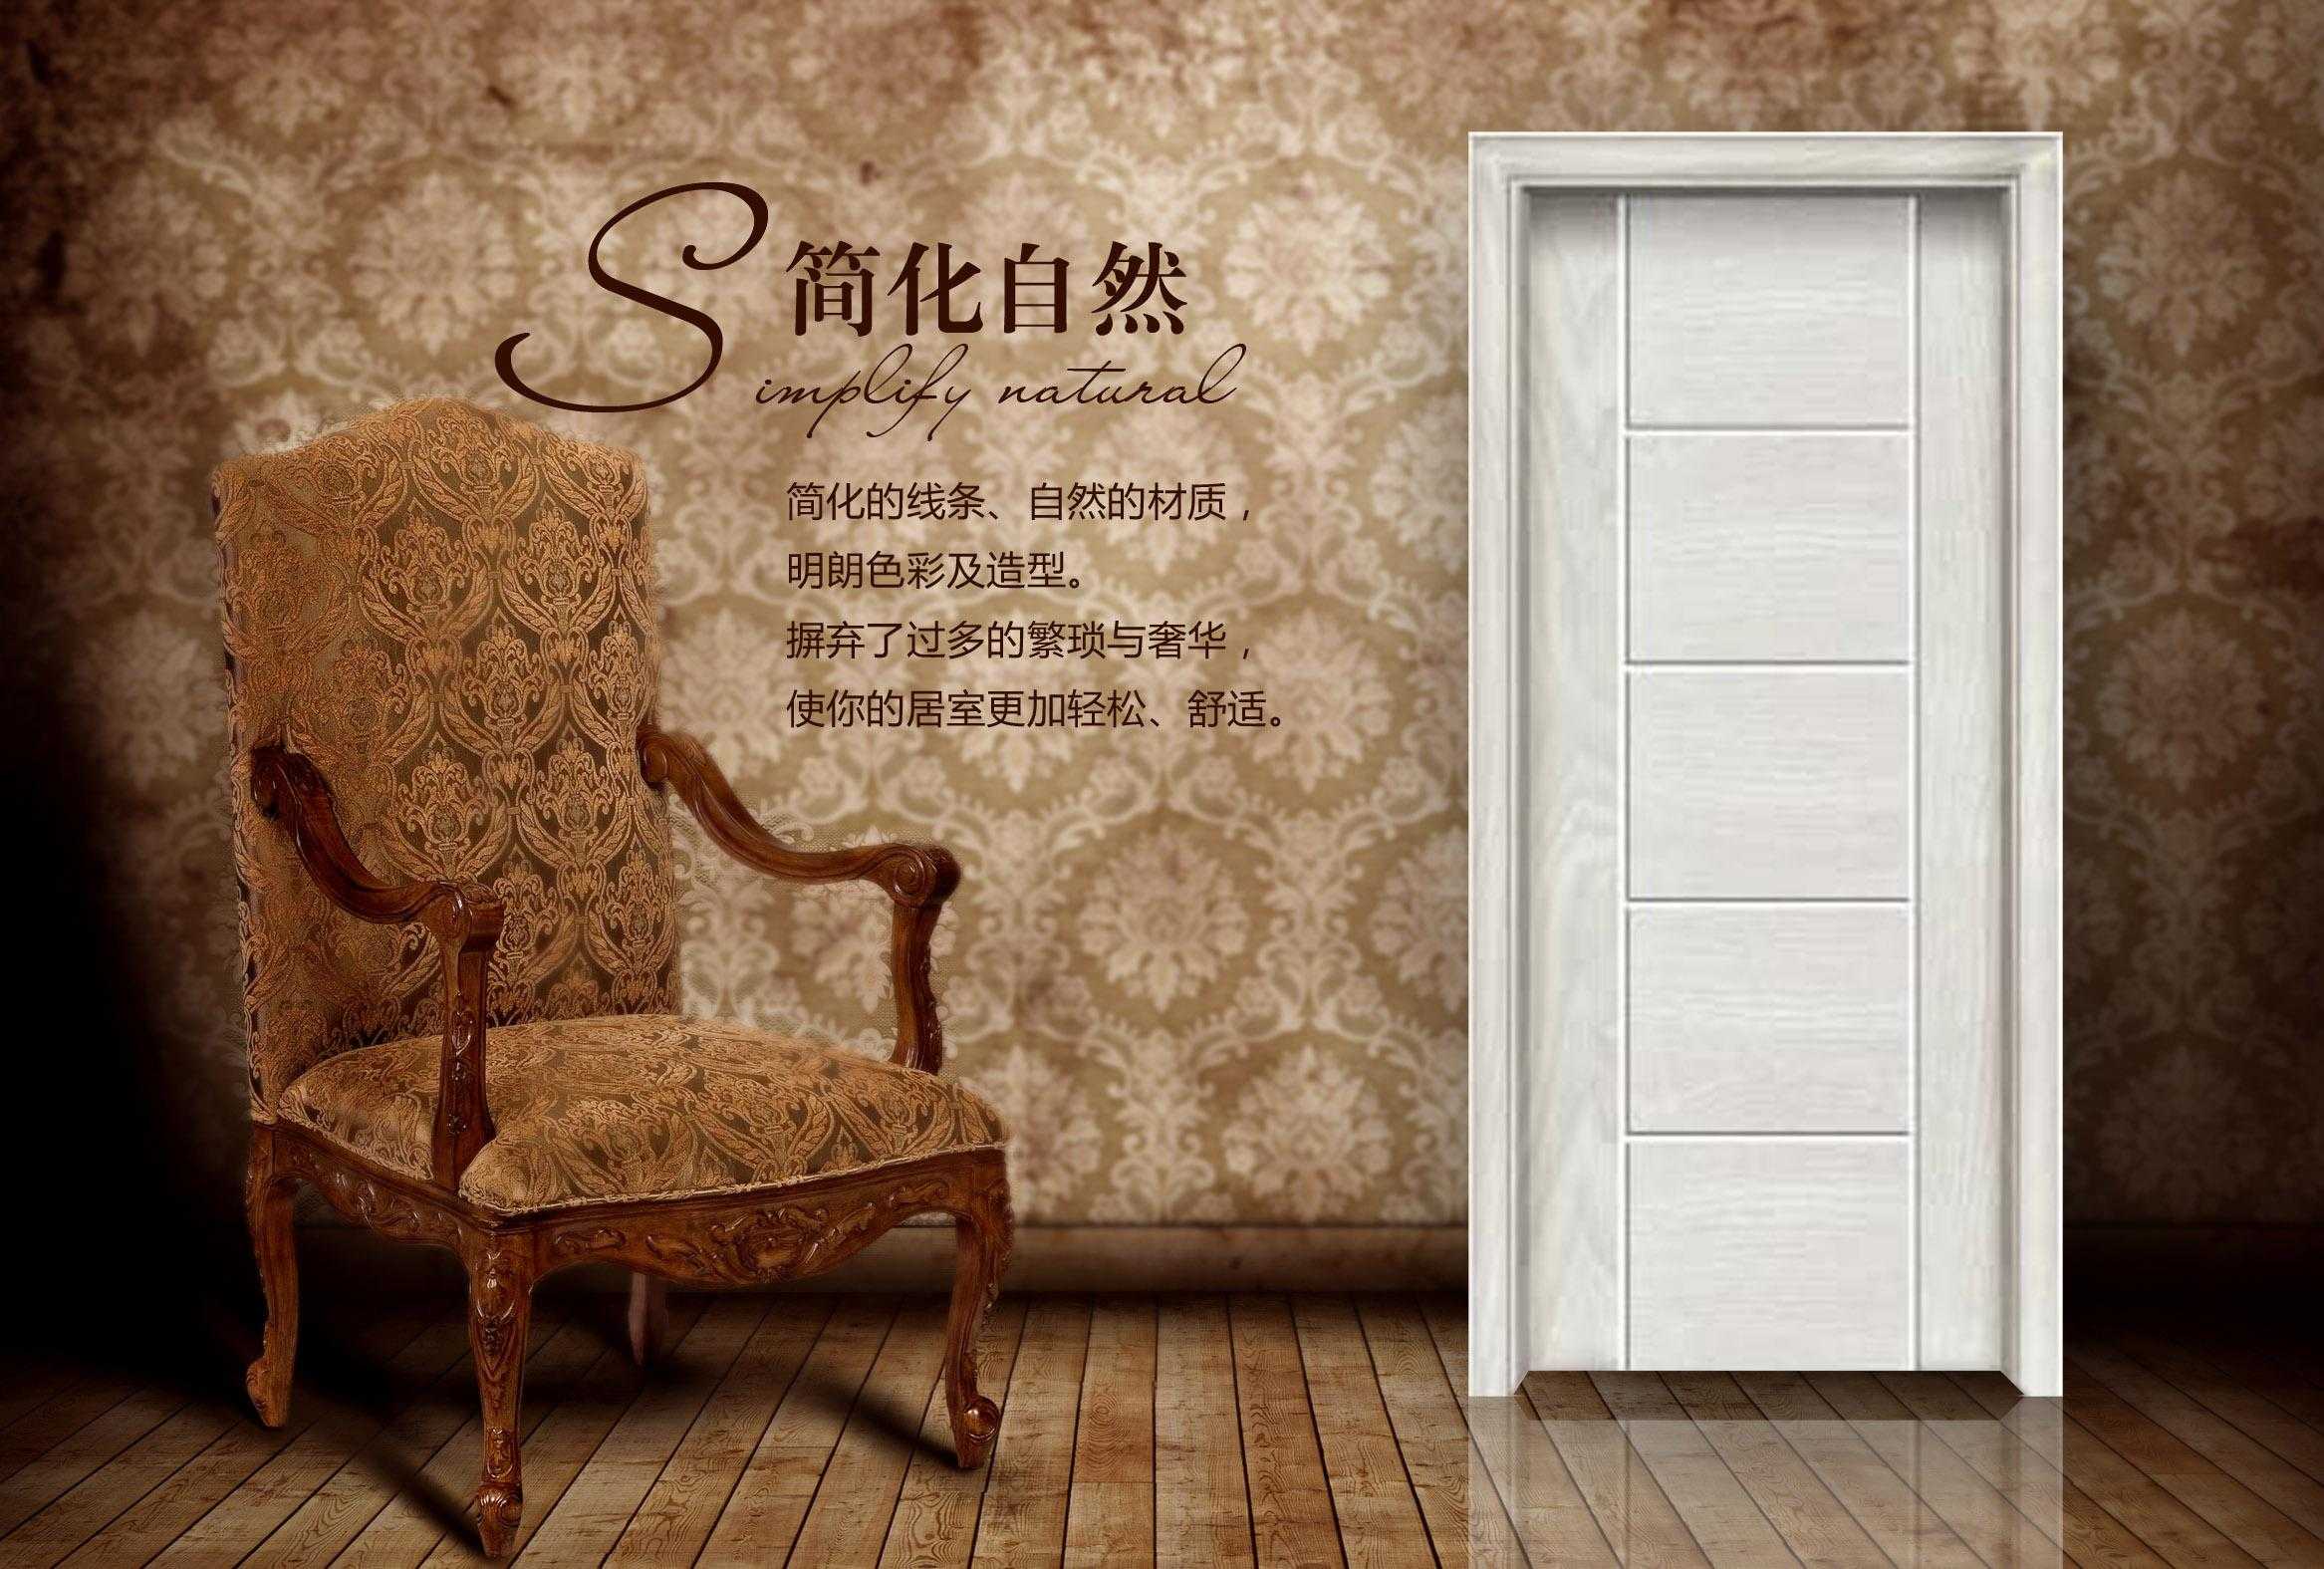 简化自然
Simplify natural
简化的线条、自然的材质，
明朗色彩及造型。
摒弃了过多的繁琐与奢华，
使你的居室更加轻松、舒适。